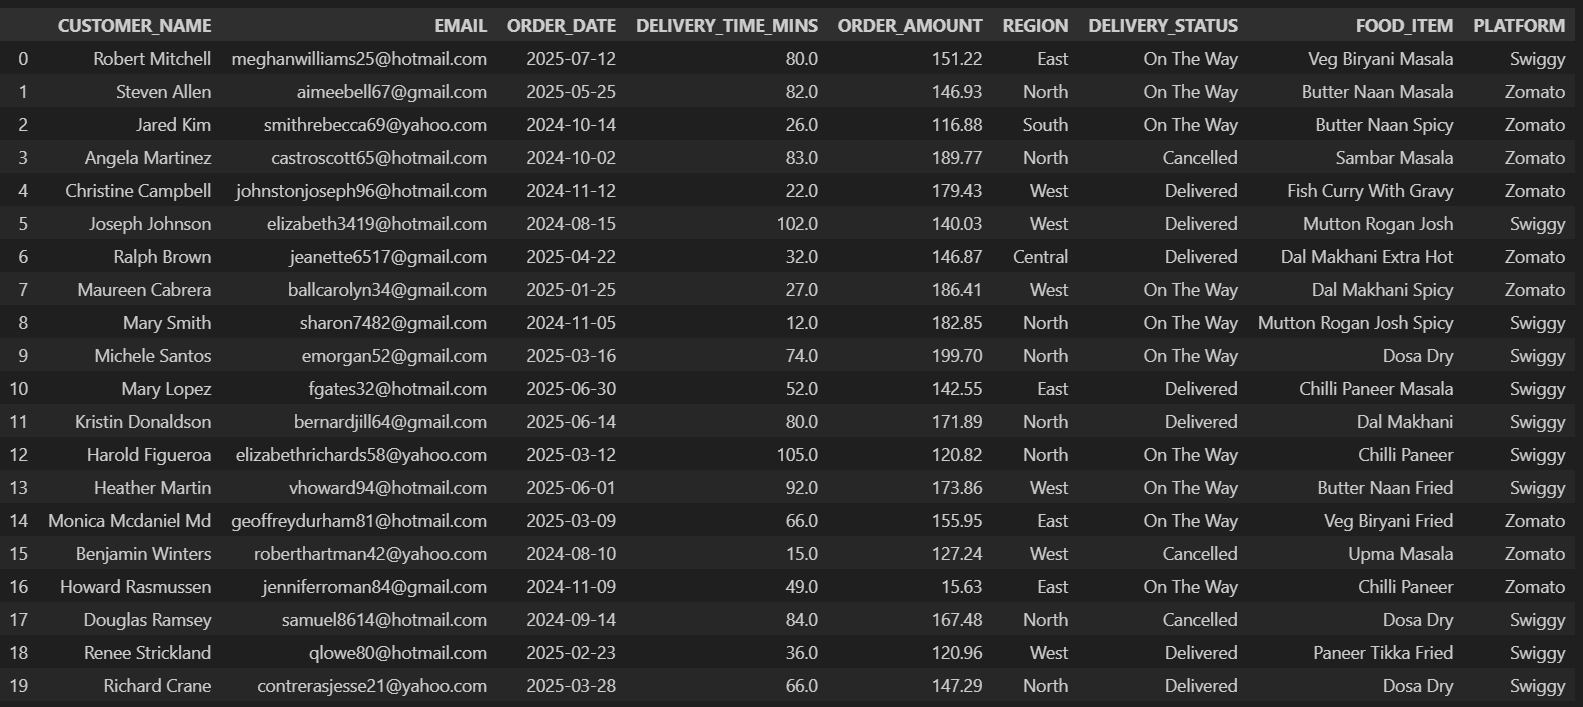 CUSTOMER_NAME EMAIL ORDER_DATE DELIVERY_TIME_MINS ORDER_AMOUNT REGION DELIVERY_STATUS FOOD_ITEM PLATFORM
0 Robert Mitchell meghanwilliams25@hotmail.com 2025-07-12 80.0 151.22 East On The Way Veg Biryani Masala Swiggy
1 Steven Allen aimeebell67@gmail.com 2025-05-25 82.0 146.93 North On The Way Butter Naan Masala Zomato
2 Jared Kim smithrebecca69@yahoo.com 2024-10-14 26.0 116.88 South On The Way Butter Naan Spicy Zomato
3 Angela Martinez castroscott65@hotmail.com 2024-10-02 83.0 189.77 North Cancelled Sambar Masala Zomato
4 Christine Campbell johnstonjoseph96@hotmail.com 2024-11-12 22.0 179.43 West Delivered Fish Curry With Gravy Zomato
5 Joseph Johnson elizabeth3419@hotmail.com 2024-08-15 102.0 140.03 West Delivered Mutton Rogan Josh Swiggy
6 Ralph Brown jeanette6517@gmail.com 2025-04-22 32.0 146.87 Central Delivered Dal Makhani Extra Hot Zomato
7 Maureen Cabrera ballcarolyn34@gmail.com 2025-01-25 27.0 186.41 West On The Way Dal Makhani Spicy Zomato
8 Mary Smith sharon7482@gmail.com 2024-11-05 12.0 182.85 North On The Way Mutton Rogan Josh Spicy Swiggy
9 Michele Santos emorgan52@gmail.com 2025-03-16 74.0 199.70 North On The Way Dosa Dry Swiggy
10 Mary Lopez fgates32@hotmail.com 2025-06-30 52.0 142.55 East Delivered Chilli Paneer Masala Swiggy
11 Kristin Donaldson bernardjill64@gmail.com 2025-06-14 80.0 171.89 North Delivered Dal Makhani Swiggy
12 Harold Figueroa elizabethrichards58@yahoo.com 2025-03-12 105.0 120.82 North On The Way Chilli Paneer Swiggy
13 Heather Martin vhoward94@hotmail.com 2025-06-01 92.0 173.86 West On The Way Butter Naan Fried Swiggy
14 Monica Mcdaniel Md geoffreydurham81@hotmail.com 2025-03-09 66.0 155.95 East On The Way Veg Biryani Fried Zomato
15 Benjamin Winters roberthartman42@yahoo.com 2024-08-10 15.0 127.24 West Cancelled Upma Masala Zomato
16 Howard Rasmussen jenniferroman84@gmail.com 2024-11-09 49.0 15.63 East On The Way Chilli Paneer Zomato
17 Douglas Ramsey samuel8614@hotmail.com 2024-09-14 84.0 167.48 North Cancelled Dosa Dry Swiggy
18 Renee Strickland qlowe80@hotmail.com 2025-02-23 36.0 120.96 West Delivered Paneer Tikka Fried Swiggy
19 Richard Crane contrerasjesse21@yahoo.com 2025-03-28 66.0 147.29 North Delivered Dosa Dry Swiggy